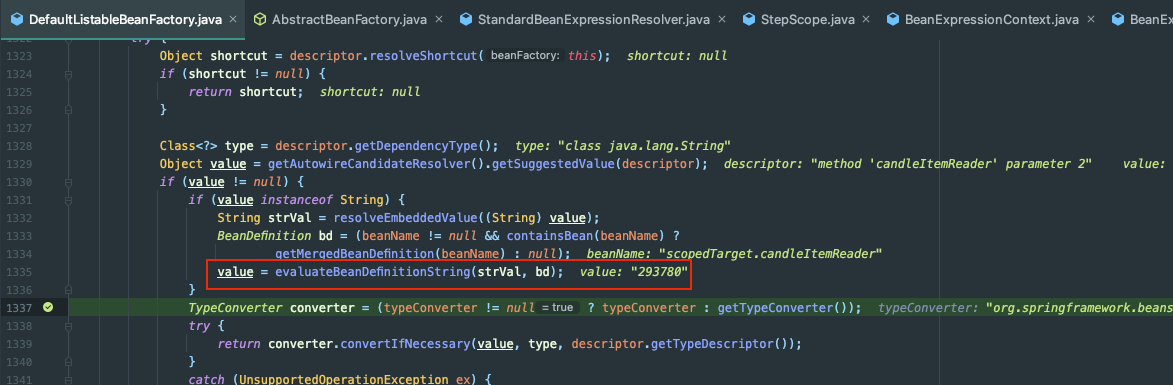 DefaultListableBeanFactory.java × AbstractBeanFactory.java × StandardBeanExpressionResolver.java × StepScope.java × BeanExpressionContext.java × BeanEx
try {
1323 Object shortcut = descriptor.resolveShortcut( beanFactory: this); shortcut: null
1324 if (shortcut != null) {
1325 return shortcut; shortcut: null
1326 }
1327
1328 Class<?> type = descriptor.getDependencyType(); type: "class java.lang.String"
1329 Object value = getAutowireCandidateResolver().getSuggestedValue(descriptor); descriptor: "method 'candleItemReader' parameter 2" value:
1330 if (value != null) {
1331 if (value instanceof String) {
1332 String strVal = resolveEmbeddedValue((String) value);
1333 BeanDefinition bd = (beanName != null && containsBean(beanName) ?
1334 getMergedBeanDefinition(beanName) : null); beanName: "scopedTarget.candleItemReader"
1335 value = evaluateBeanDefinitionString(strVal, bd); value: "293780"
1336 }
1337 TypeConverter converter = (typeConverter != null = true ? typeConverter : getTypeConverter()); typeConverter: "org.springframework.beans
1338 try {
1339 return converter.convertIfNecessary(value, type, descriptor.getTypeDescriptor());
1340 }
1341 catch (UnsupportedOperationException ex) {